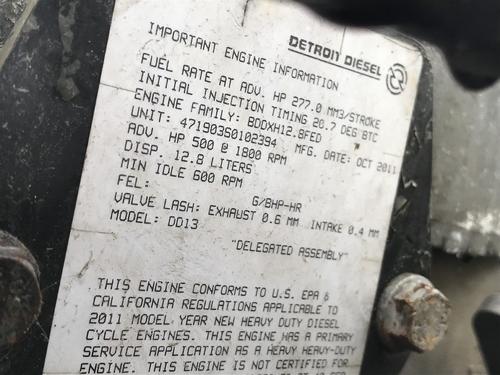 DETROIT DIESEL
IMPORTANT ENGINE INFORMATION
FUEL RATE AT ADV. HP 277.0 MM3/STROKE
INITIAL INJECTION TIMING 20.7 DEG BTC
ENGINE FAMILY: BDDXH12.8FED
UNIT: 471903S0102394 MFG. DATE: OCT 2011
ADV. HP 500 @ 1800 RPM
DISP. 12.8 LITERS
MIN IDLE 600 RPM
FEL: G/BHP-HR
VALVE LASH: EXHAUST 0.6 MM INTAKE 0.4 MM
MODEL: DD13
"DELEGATED ASSEMBLY"
THIS ENGINE CONFORMS TO U.S. EPA &
CALIFORNIA REGULATIONS APPLICABLE TO
2011 MODEL YEAR NEW HEAVY DUTY DIESEL
CYCLE ENGINES. THIS ENGINE HAS A PRIMARY
SERVICE APPLICATION AS A HEAVY HEAVY-DUTY
ENGINE. THIS ENGINE IS NOT CERTIFIED FOR